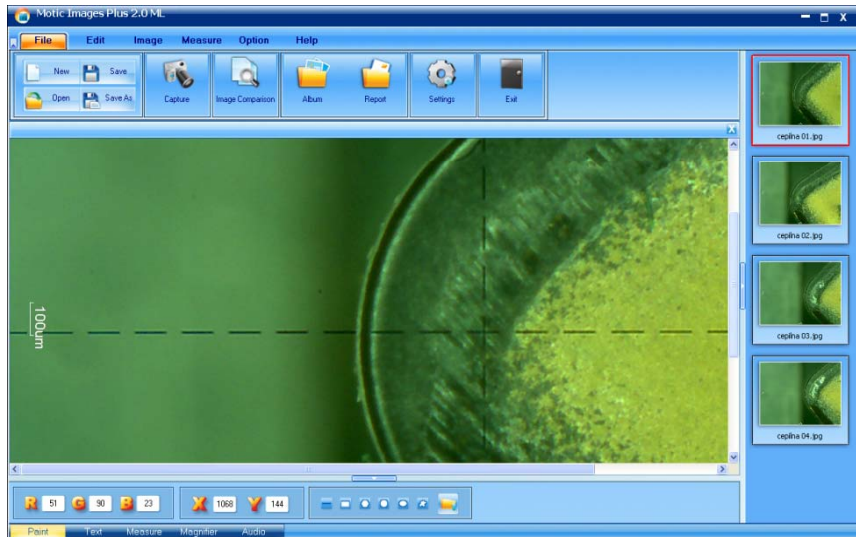 Motic Images Plus 2.0 ML
File Edit Image Measure Option Help
New Save
Open Save As
Capture
Image Comparison
Album
Report
Settings
Exit
100um
cepilna 01.jpg
cepilna 02.jpg
cepilna 03.jpg
cepilna 04.jpg
R 51 G 90 B 23 X 1068 Y 144
Paint Text Measure Magnifier Audio